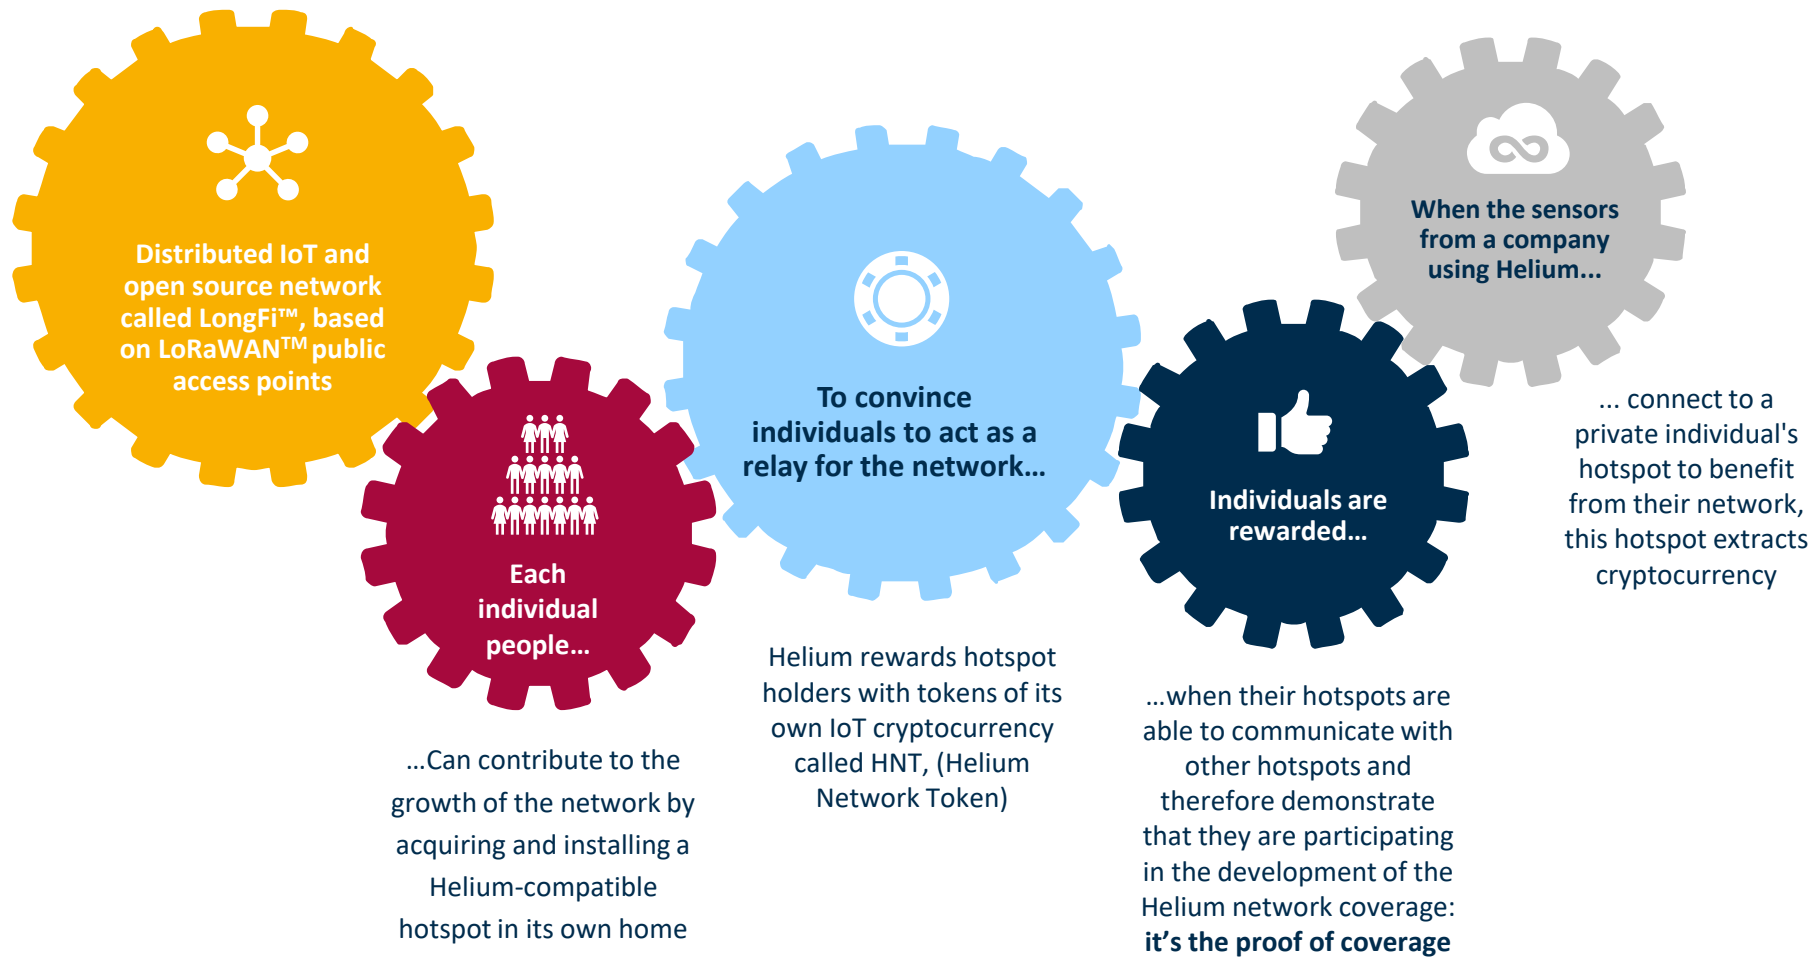 Distributed IoT and
open source network
called LongFi™, based
on LoRaWAN™ public
access points
Each
individual
people...
...Can contribute to the
growth of the network by
acquiring and installing a
Helium-compatible
hotspot in its own home
To convince
individuals to act as a
relay for the network...
Helium rewards hotspot
holders with tokens of its
own IoT cryptocurrency
called HNT, (Helium
Network Token)
Individuals are
rewarded...
...when their hotspots are
able to communicate with
other hotspots and
therefore demonstrate
that they are participating
in the development of the
Helium network coverage:
it’s the proof of coverage
When the sensors
from a company
using Helium...
... connect to a
private individual's
hotspot to benefit
from their network,
this hotspot extracts
cryptocurrency